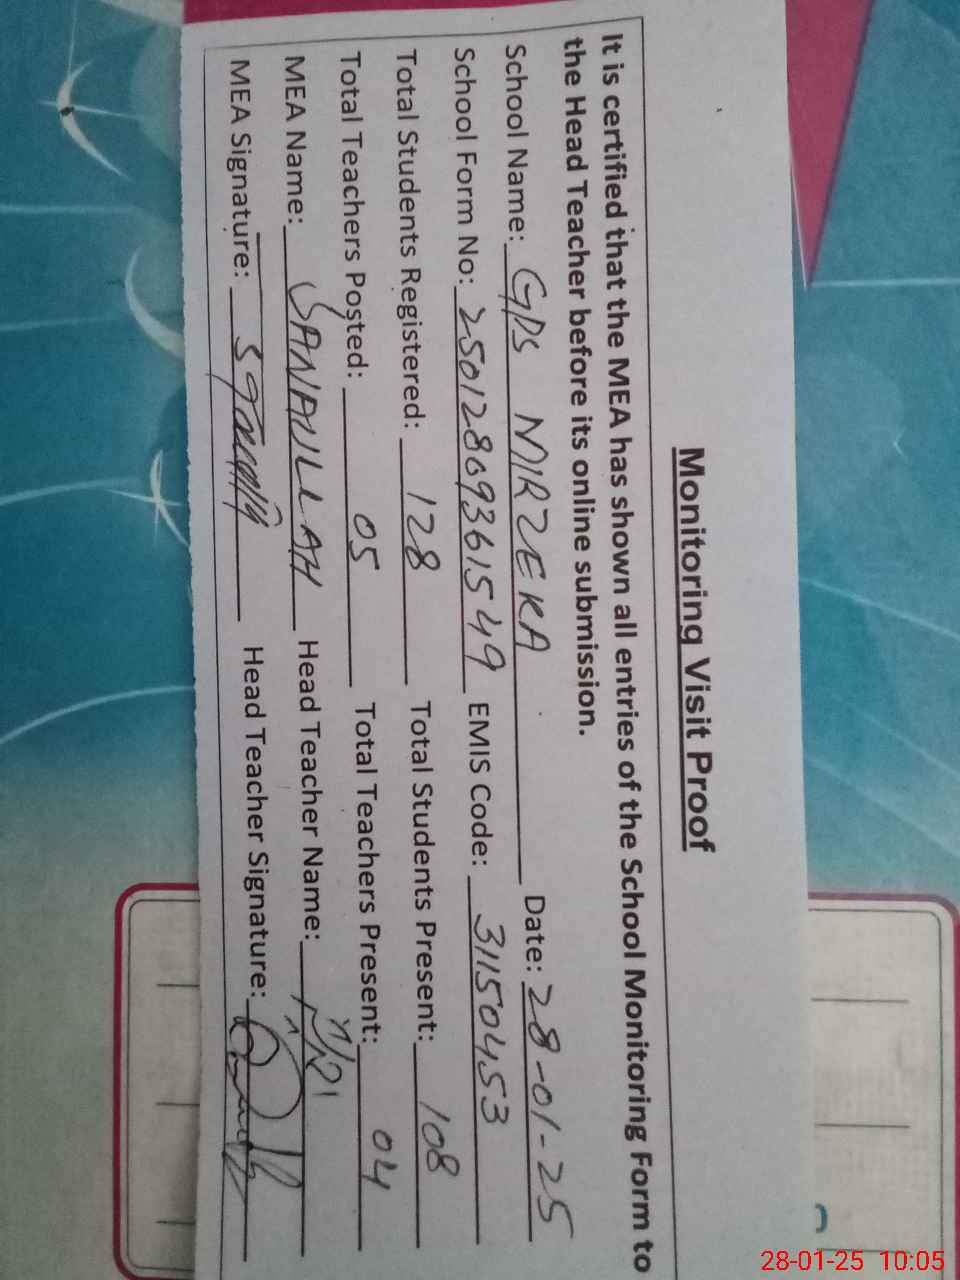 Monitoring Visit Proof
It is certified that the MEA has shown all entries of the School Monitoring Form to
the Head Teacher before its online submission.
School Name: GPS MIRZEKA Date: 28-01-25
School Form No: 25012809361549 EMIS Code: 31150453
Total Students Registered: 128 Total Students Present: 108
Total Teachers Posted: 05 Total Teachers Present: 04
MEA Name: SANAULLAH Head Teacher Name:
MEA Signature: Head Teacher Signature:
28-01-25 10:05